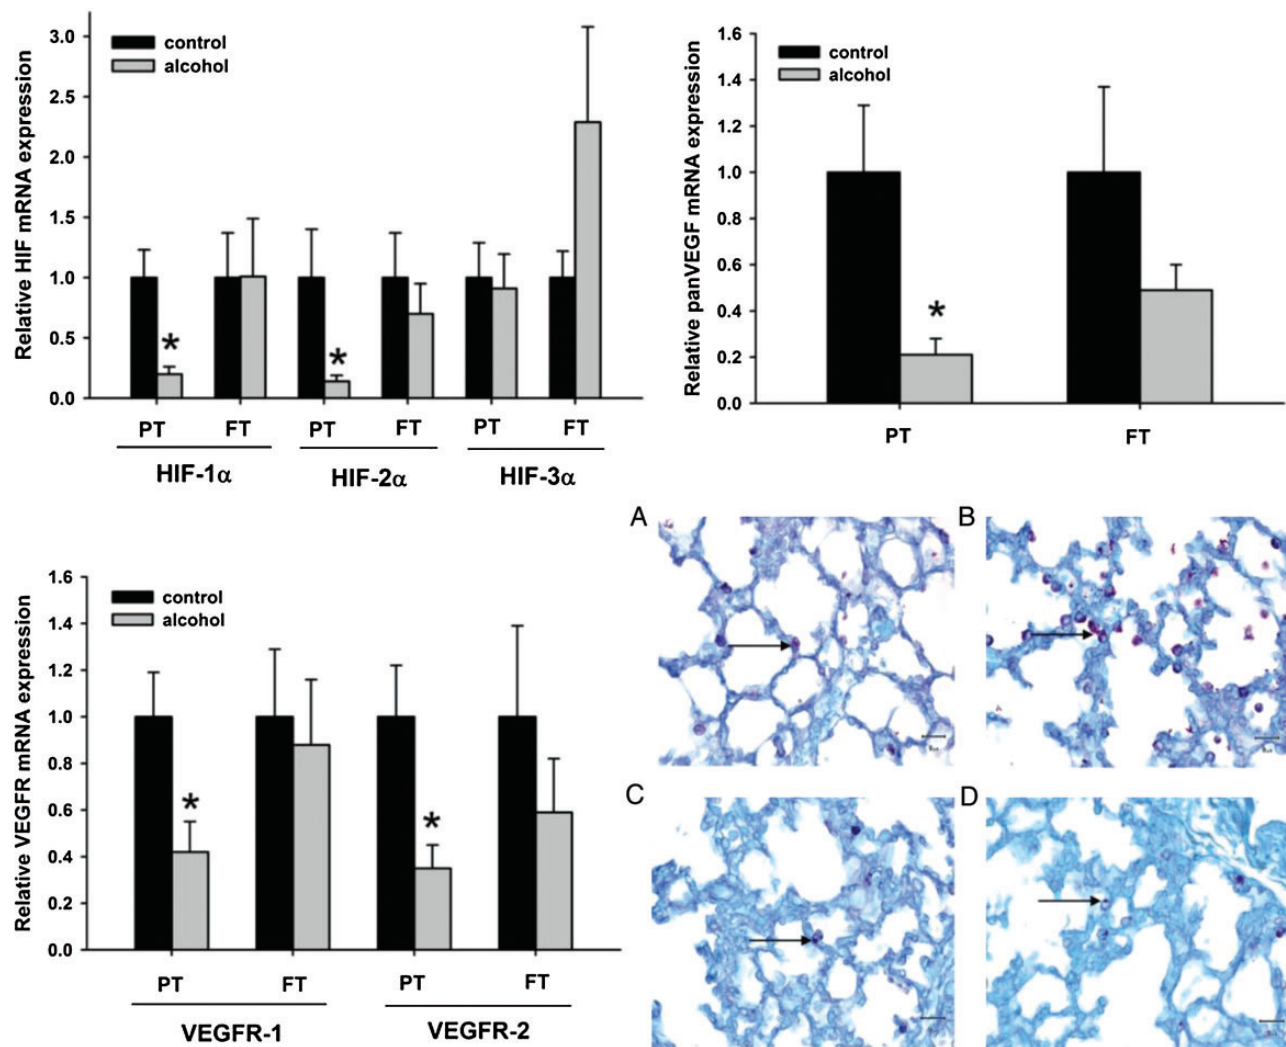 Relative HIF mRNA expression
3.0
2.5
2.0
1.5
1.0
0.5
0.0
control
alcohol
*
*
PT FT PT FT PT FT
HIF-1α HIF-2α HIF-3α
Relative panVEGF mRNA expression
1.6
1.4
1.2
1.0
0.8
0.6
0.4
0.2
0.0
control
alcohol
*
PT FT
Relative VEGFR mRNA expression
1.6
1.4
1.2
1.0
0.8
0.6
0.4
0.2
0.0
control
alcohol
*
*
PT FT PT FT
VEGFR-1 VEGFR-2
A B
C D